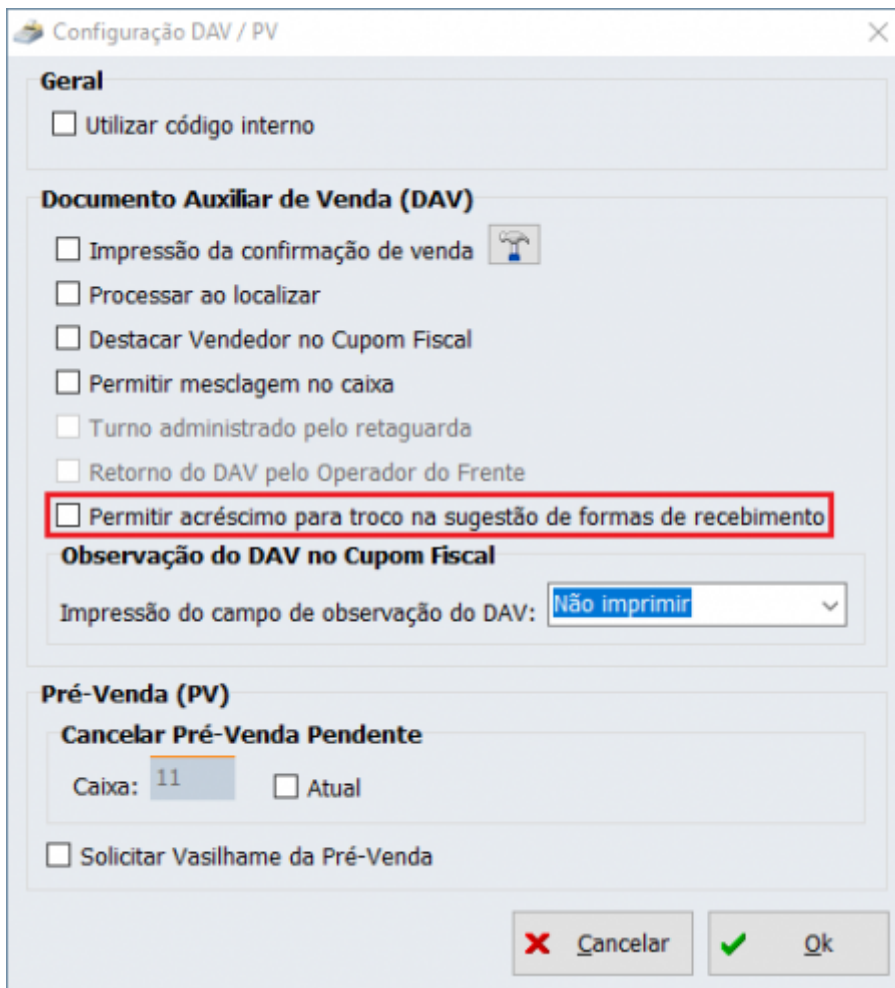 Configuração DAV / PV
Geral
Utilizar código interno
Documento Auxiliar de Venda (DAV)
Impressão da confirmação de venda
Processar ao localizar
Destacar Vendedor no Cupom Fiscal
Permitir mesclagem no caixa
Turno administrado pelo retaguarda
Retorno do DAV pelo Operador do Frente
Permitir acréscimo para troco na sugestão de formas de recebimento
Observação do DAV no Cupom Fiscal
Impressão do campo de observação do DAV: Não imprimir
Pré-Venda (PV)
Cancelar Pré-Venda Pendente
Caixa: 11 Atual
Solicitar Vasilhame da Pré-Venda
Cancelar Ok